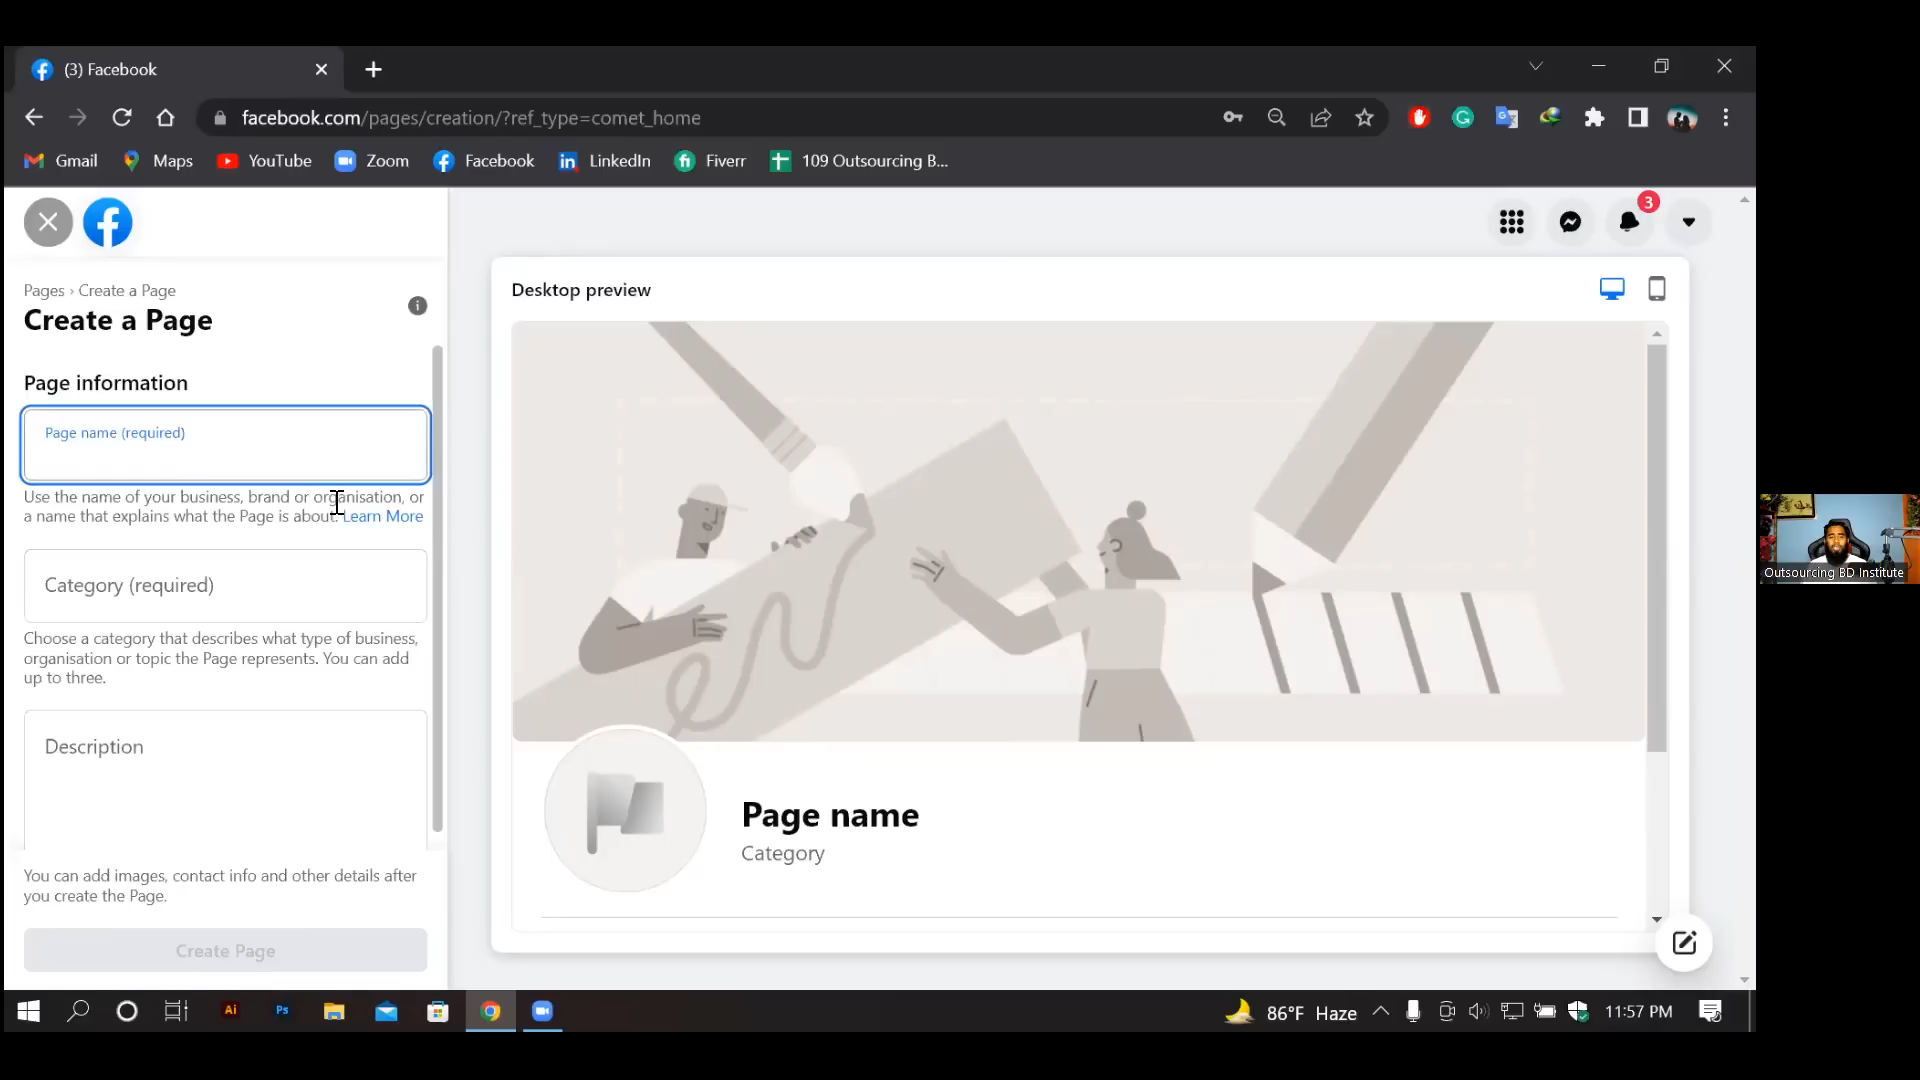 (3) Facebook
facebook.com/pages/creation/?ref_type=comet_home
Gmail
Maps
YouTube
Zoom
Facebook
LinkedIn
Fiverr
109 Outsourcing B...
3
Pages › Create a Page
Create a Page
Page information
Page name (required)
Use the name of your business, brand or organisation, or
a name that explains what the Page is about. Learn More
Category (required)
Choose a category that describes what type of business,
organisation or topic the Page represents. You can add
up to three.
Description
You can add images, contact info and other details after
you create the Page.
Create Page
Desktop preview
Page name
Category
Outsourcing BD Institute
Ai
Ps
86°F Haze
11:57 PM